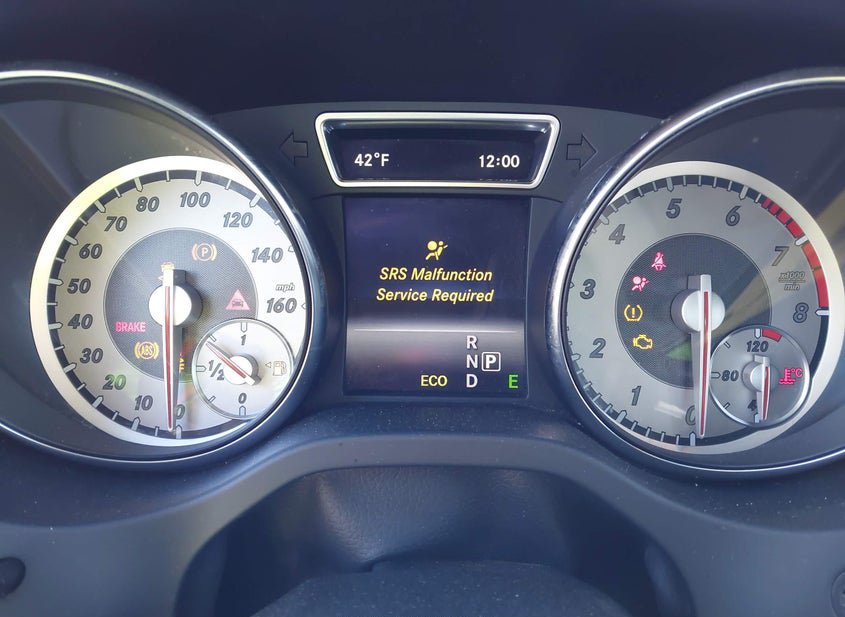 42°F 12:00
SRS Malfunction
Service Required
R
N P
D
ECO E
0
10
20
30
40
50
60
70
80
100
120
140
160
mph
(P)
BRAKE
ABS
1
1/2
0
0
1
2
3
4
5
6
7
8
x1000
min
120
80
°C